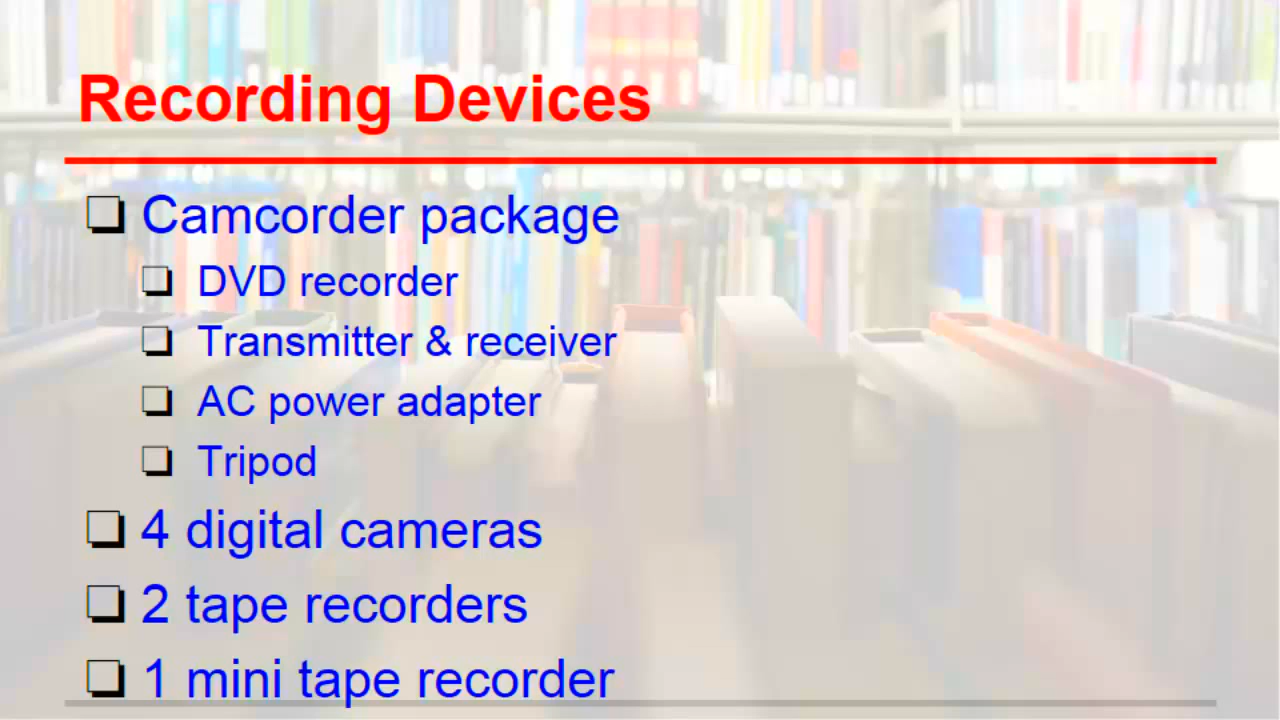 Recording Devices
Camcorder package
DVD recorder
Transmitter & receiver
AC power adapter
Tripod
4 digital cameras
2 tape recorders
1 mini tape recorder